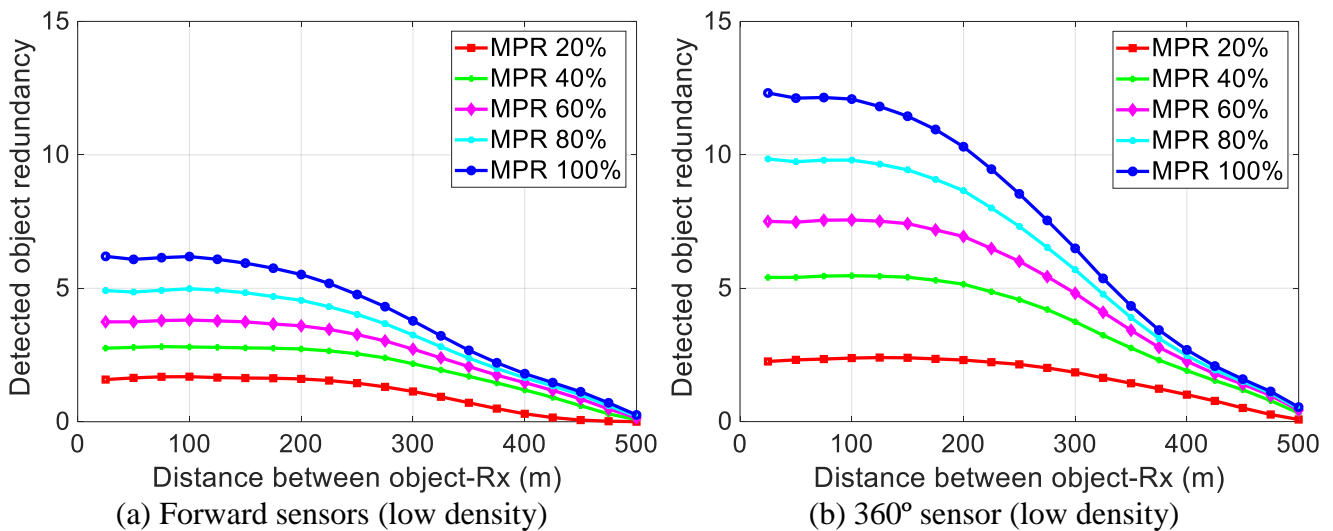 15
10
5
0
Detected object redundancy
MPR 20%
MPR 40%
MPR 60%
MPR 80%
MPR 100%
0 100 200 300 400 500
Distance between object-Rx (m)
(a) Forward sensors (low density)
15
10
5
0
Detected object redundancy
MPR 20%
MPR 40%
MPR 60%
MPR 80%
MPR 100%
0 100 200 300 400 500
Distance between object-Rx (m)
(b) 360º sensor (low density)